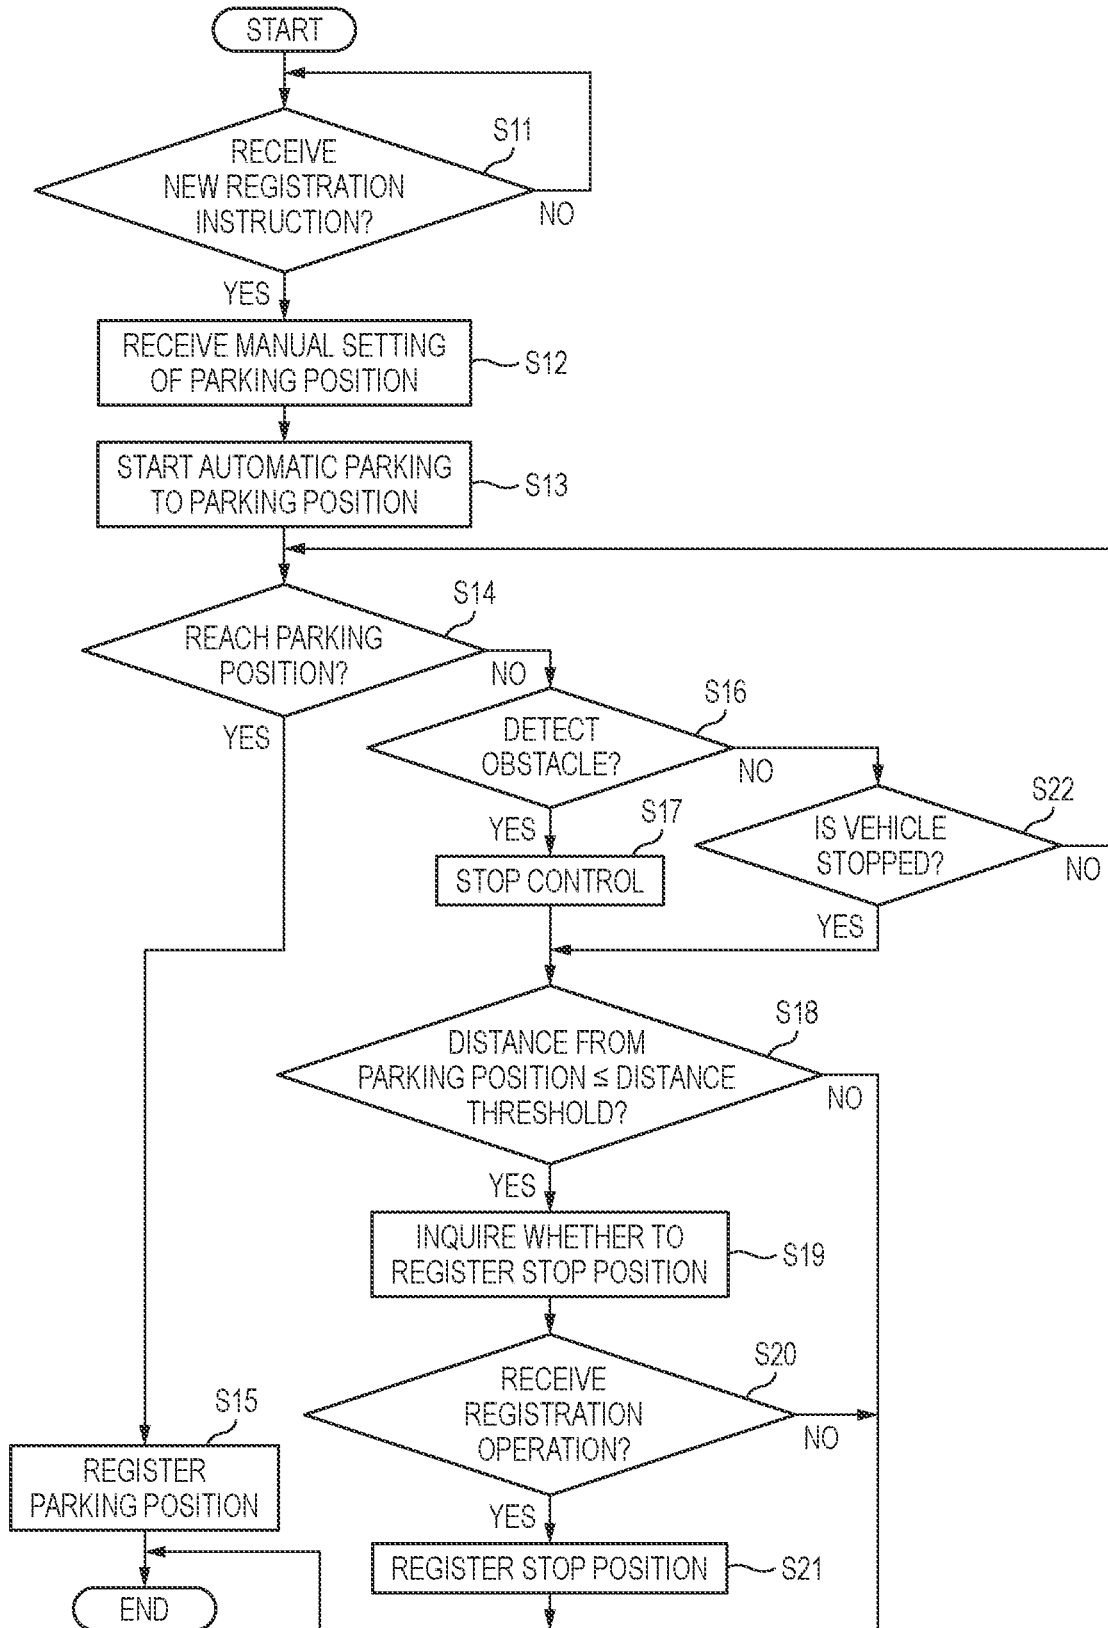 START
S11
RECEIVE
NEW REGISTRATION
INSTRUCTION?
NO
YES
RECEIVE MANUAL SETTING
OF PARKING POSITION
S12
START AUTOMATIC PARKING
TO PARKING POSITION
S13
S14
REACH PARKING
POSITION?
NO
YES
S16
DETECT
OBSTACLE?
NO
YES
S17
STOP CONTROL
S22
IS VEHICLE
STOPPED?
NO
YES
S18
DISTANCE FROM
PARKING POSITION ≤ DISTANCE
THRESHOLD?
NO
YES
INQUIRE WHETHER TO
REGISTER STOP POSITION
S19
S20
RECEIVE
REGISTRATION
OPERATION?
NO
YES
S15
REGISTER
PARKING POSITION
REGISTER STOP POSITION
S21
END